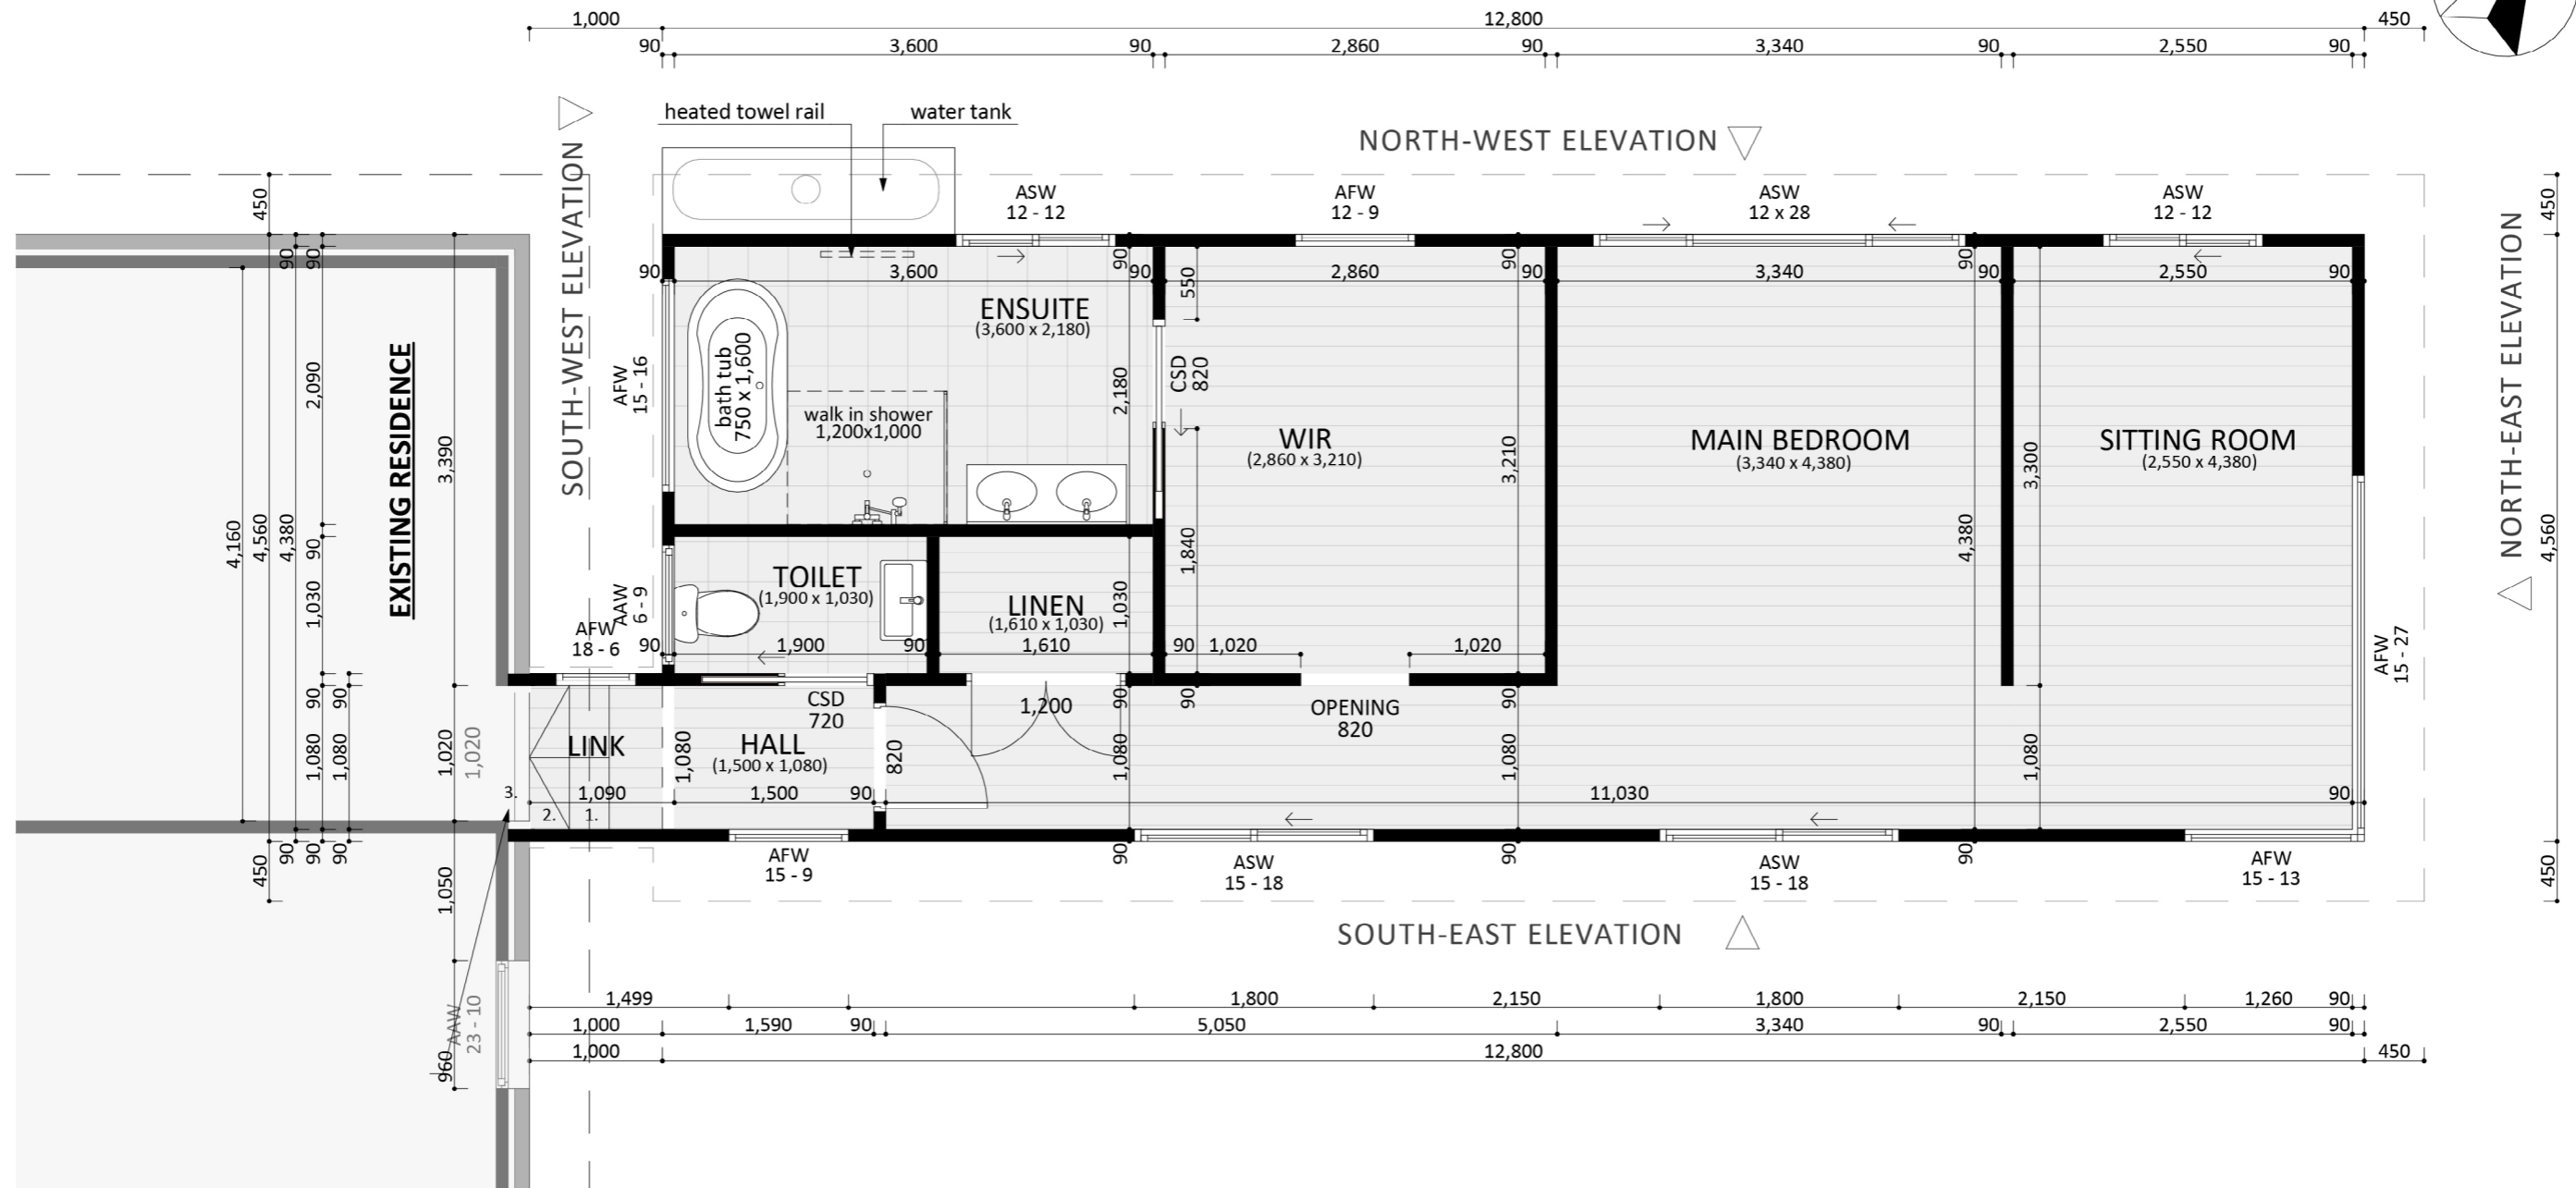 1,000 12,800 450
90 3,600 90 2,860 90 3,340 90 2,550 90
heated towel rail water tank
NORTH-WEST ELEVATION
SOUTH-WEST ELEVATION
ASW
12 - 12
AFW
12 - 9
ASW
12 x 28
ASW
12 - 12
450
90
90
450
90 3,600 90 2,860 90 3,340 90 2,550 90
90
90
90
550
ENSUITE
(3,600 x 2,180)
bath tub
750 x 1,600
walk in shower
1,200x1,000
2,180
CSD
820
AFW
15 - 16
EXISTING RESIDENCE
2,090
3,390
4,160
4,560
4,380
90
1,030
WIR
(2,860 x 3,210)
3,210
1,840
MAIN BEDROOM
(3,340 x 4,380)
4,380
SITTING ROOM
(2,550 x 4,380)
3,300
NORTH-EAST ELEVATION
4,560
TOILET
(1,900 x 1,030)
LINEN
(1,610 x 1,030)
1,030
AAW
6 - 9
AFW
18 - 6
90 1,900 90 1,610 90 1,020 1,020
AFW
15 - 27
90
90
90
90
90
CSD
720
1,200
OPENING
820
LINK
HALL
(1,500 x 1,080)
1,080
1,080
1,020
1,020
1,080
820
1,080
1,080
1,080
3.
2.
1.
1,090 1,500 90 11,030 90
450
90
90
90
1,050
AFW
15 - 9
90
ASW
15 - 18
90
ASW
15 - 18
90
AFW
15 - 13
450
SOUTH-EAST ELEVATION
AAW
23 - 10
960
1,499 1,800 2,150 1,800 2,150 1,260 90
1,000 1,590 90 5,050 3,340 90 2,550 90
1,000 12,800 450